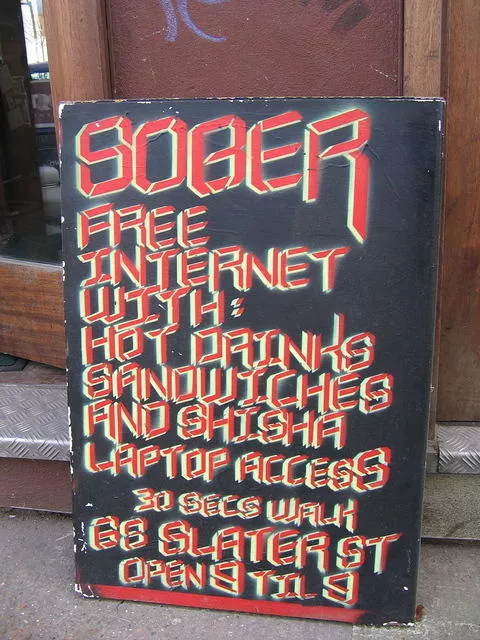 SOBER
FREE
INTERNET
WITH:
HOT DRINKS
SANDWICHES
AND SHISHA
LAPTOP ACCESS
30 SECS WALK
68 SLATER ST
OPEN 9 TIL 9